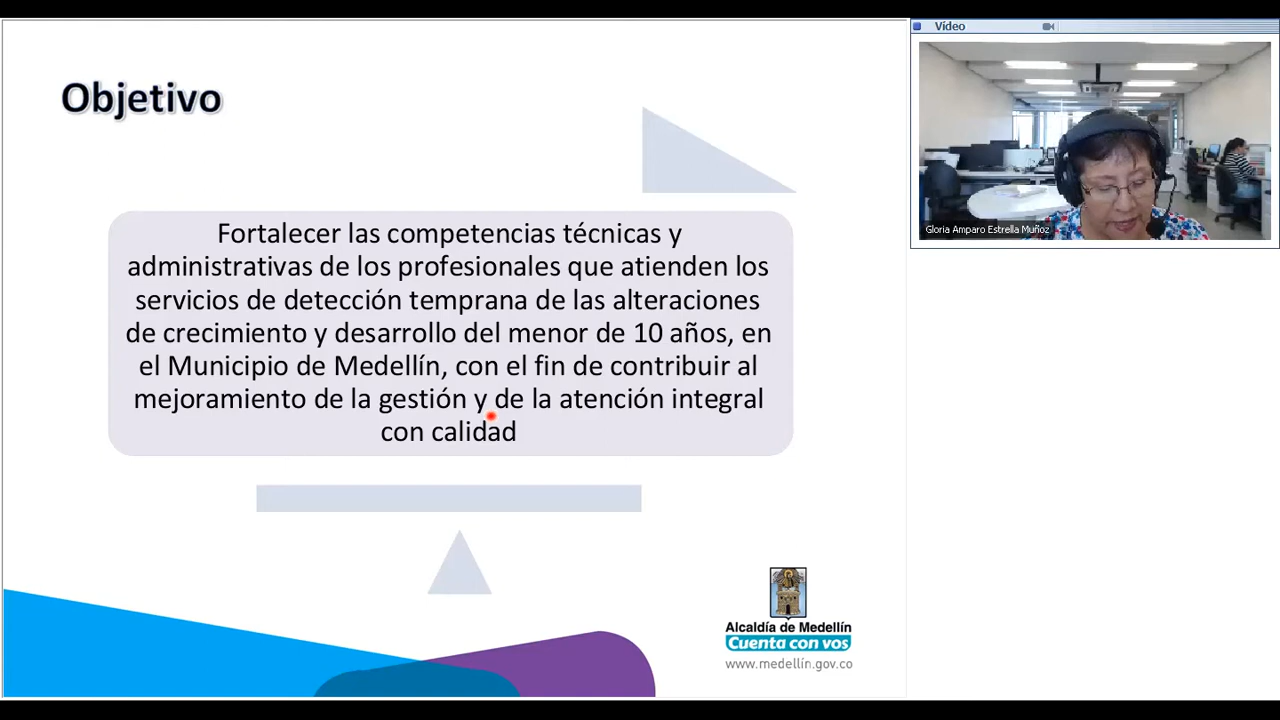 Objetivo
Fortalecer las competencias técnicas y
administrativas de los profesionales que atienden los
servicios de detección temprana de las alteraciones
de crecimiento y desarrollo del menor de 10 años, en
el Municipio de Medellín, con el fin de contribuir al
mejoramiento de la gestión y de la atención integral
con calidad
Alcaldía de Medellín
Cuenta con vos
www.medellín.gov.co
Vídeo
Gloria Amparo Estrella Muñoz